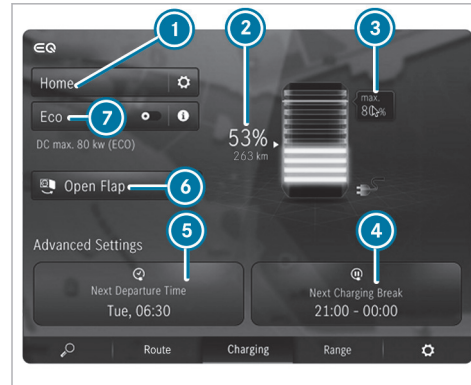 1
2
3
EQ
Home
max.
80 %
Eco
7
DC max. 80 kw (ECO)
53%
263 km
Open Flap
6
Advanced Settings
5
4
Next Departure Time
Tue, 06:30
Next Charging Break
21:00 - 00:00
Route
Charging
Range